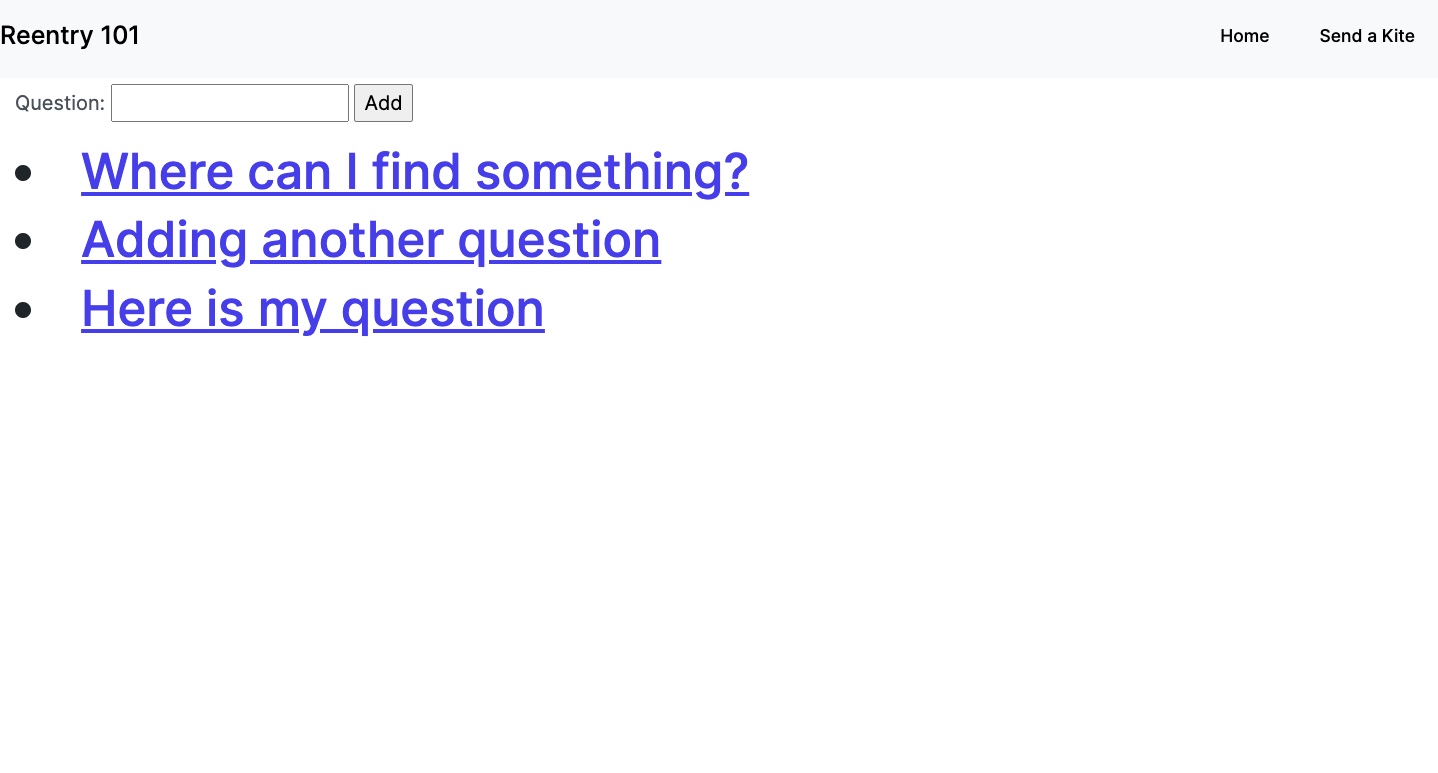 Reentry 101 Home Send a Kite
Question: Add
Where can I find something?
Adding another question
Here is my question